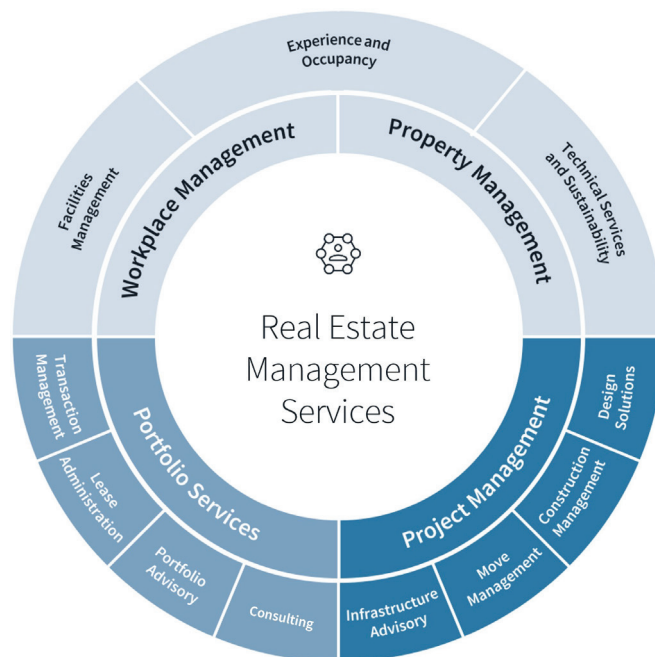 Experience and
Occupancy
Facilities
Management
Workplace Management
Property Management
Technical Services
and Sustainability
Real Estate
Management
Services
Transaction
Management
Lease
Administration
Portfolio
Advisory
Consulting
Portfolio Services
Project Management
Design
Solutions
Construction
Management
Move
Management
Infrastructure
Advisory